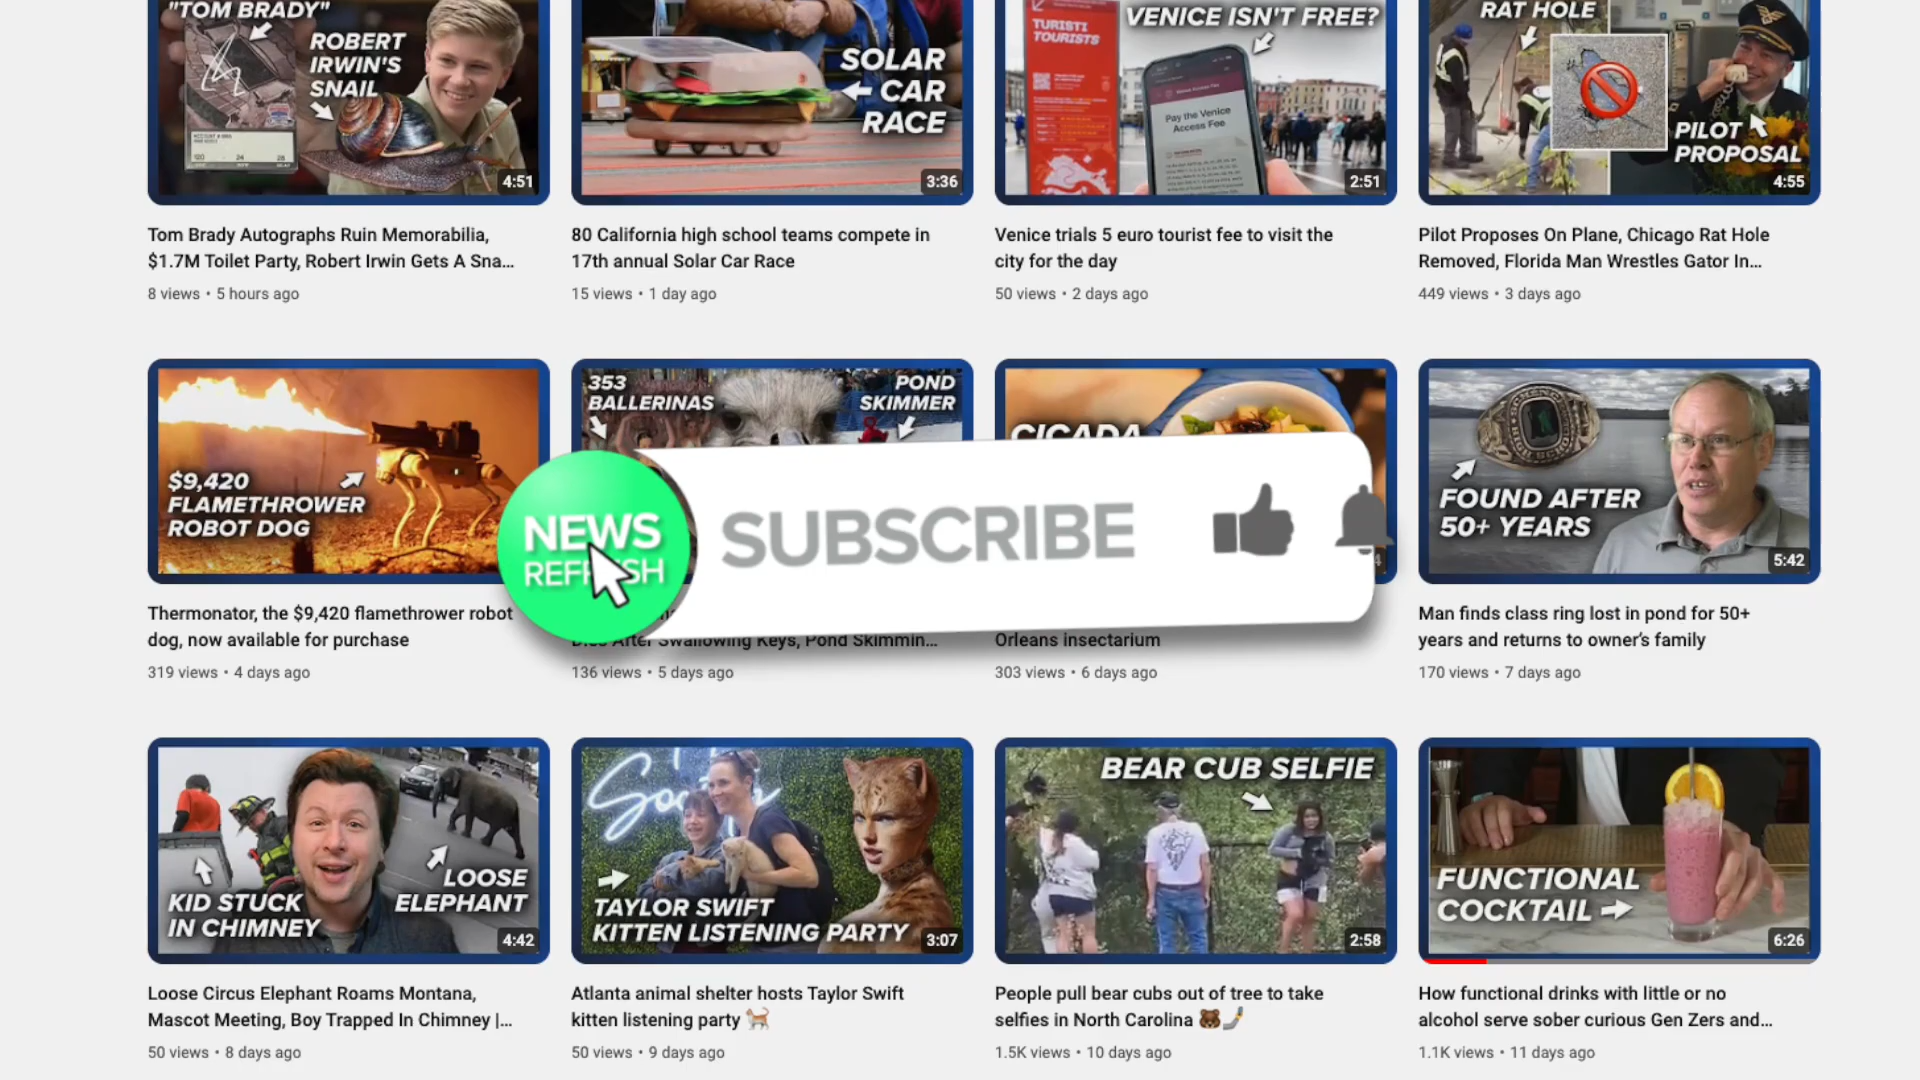 "TOM BRADY"
ROBERT
IRWIN'S
SNAIL
4:51
SOLAR
CAR
RACE
3:36
TURISTI
TOURISTS
VENICE ISN'T FREE?
Pay the Venice
Access Fee
2:51
RAT HOLE
PILOT
PROPOSAL
4:55
Tom Brady Autographs Ruin Memorabilia,
$1.7M Toilet Party, Robert Irwin Gets A Sna...
8 views • 5 hours ago
80 California high school teams compete in
17th annual Solar Car Race
15 views • 1 day ago
Venice trials 5 euro tourist fee to visit the
city for the day
50 views • 2 days ago
Pilot Proposes On Plane, Chicago Rat Hole
Removed, Florida Man Wrestles Gator In...
449 views • 3 days ago
$9,420
FLAMETHROWER
ROBOT DOG
353
BALLERINAS
POND
SKIMMER
CICADA
FOUND AFTER
50+ YEARS
5:42
NEWS
REFRESH
SUBSCRIBE
Thermonator, the $9,420 flamethrower robot
dog, now available for purchase
319 views • 4 days ago
Dies After Swallowing Keys, Pond Skimmin...
136 views • 5 days ago
Orleans insectarium
303 views • 6 days ago
Man finds class ring lost in pond for 50+
years and returns to owner's family
170 views • 7 days ago
KID STUCK
IN CHIMNEY
LOOSE
ELEPHANT
4:42
TAYLOR SWIFT
KITTEN LISTENING PARTY
3:07
BEAR CUB SELFIE
2:58
FUNCTIONAL
COCKTAIL
6:26
Loose Circus Elephant Roams Montana,
Mascot Meeting, Boy Trapped In Chimney |...
50 views • 8 days ago
Atlanta animal shelter hosts Taylor Swift
kitten listening party 🐈
50 views • 9 days ago
People pull bear cubs out of tree to take
selfies in North Carolina 🐻🤳
1.5K views • 10 days ago
How functional drinks with little or no
alcohol serve sober curious Gen Zers and...
1.1K views • 11 days ago